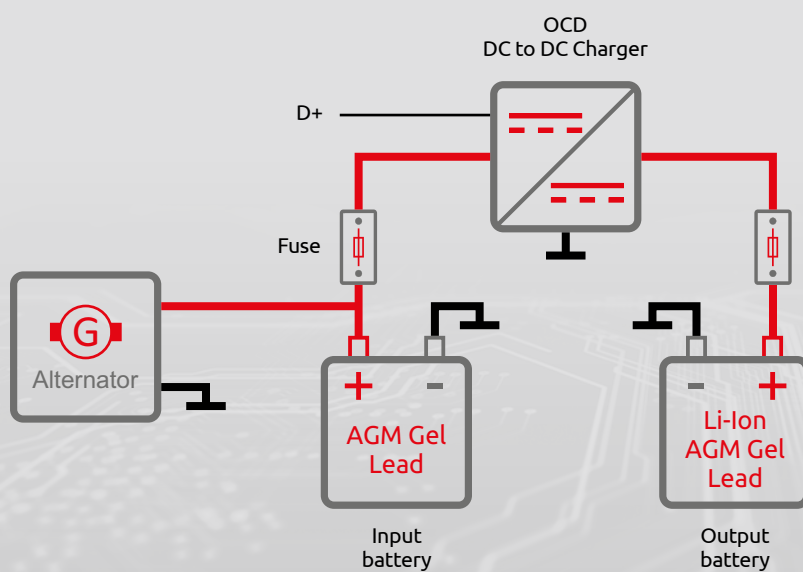 OCD
DC to DC Charger
D+
Fuse
G
Alternator
+ -
AGM Gel
Lead
Input
battery
- +
Li-Ion
AGM Gel
Lead
Output
battery